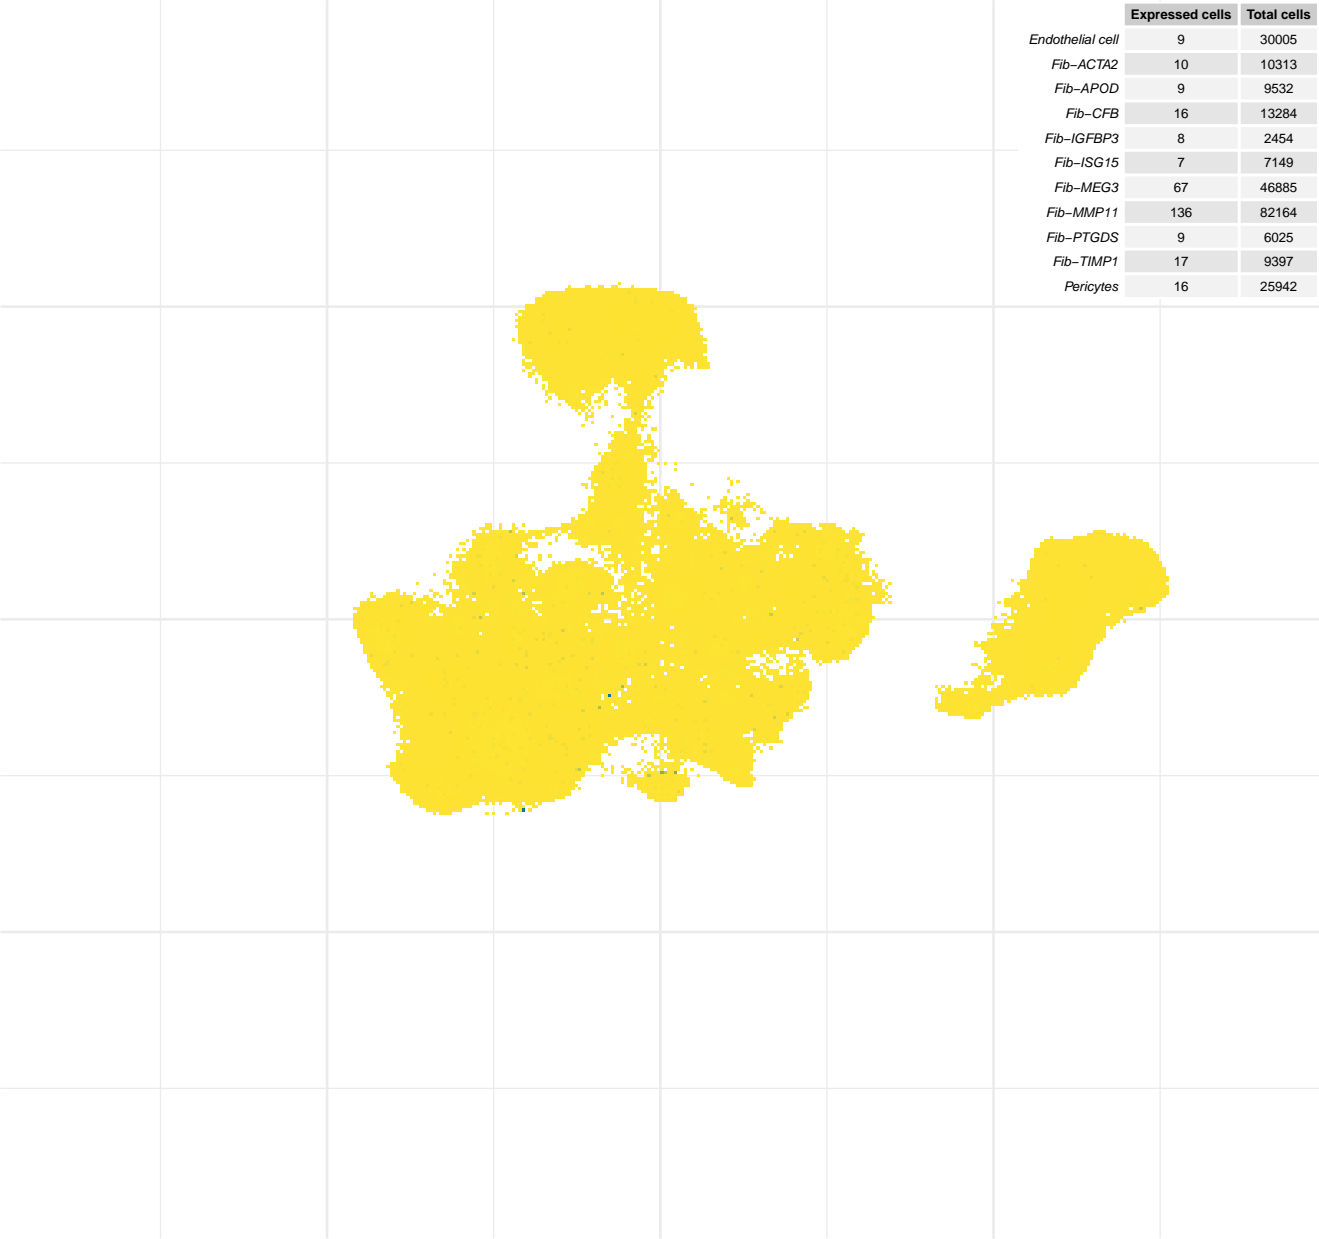 Expressed cells Total cells
Endothelial cell 9 30005
Fib−ACTA2 10 10313
Fib−APOD 9 9532
Fib−CFB 16 13284
Fib−IGFBP3 8 2454
Fib−ISG15 7 7149
Fib−MEG3 67 46885
Fib−MMP11 136 82164
Fib−PTGDS 9 6025
Fib−TIMP1 17 9397
Pericytes 16 25942